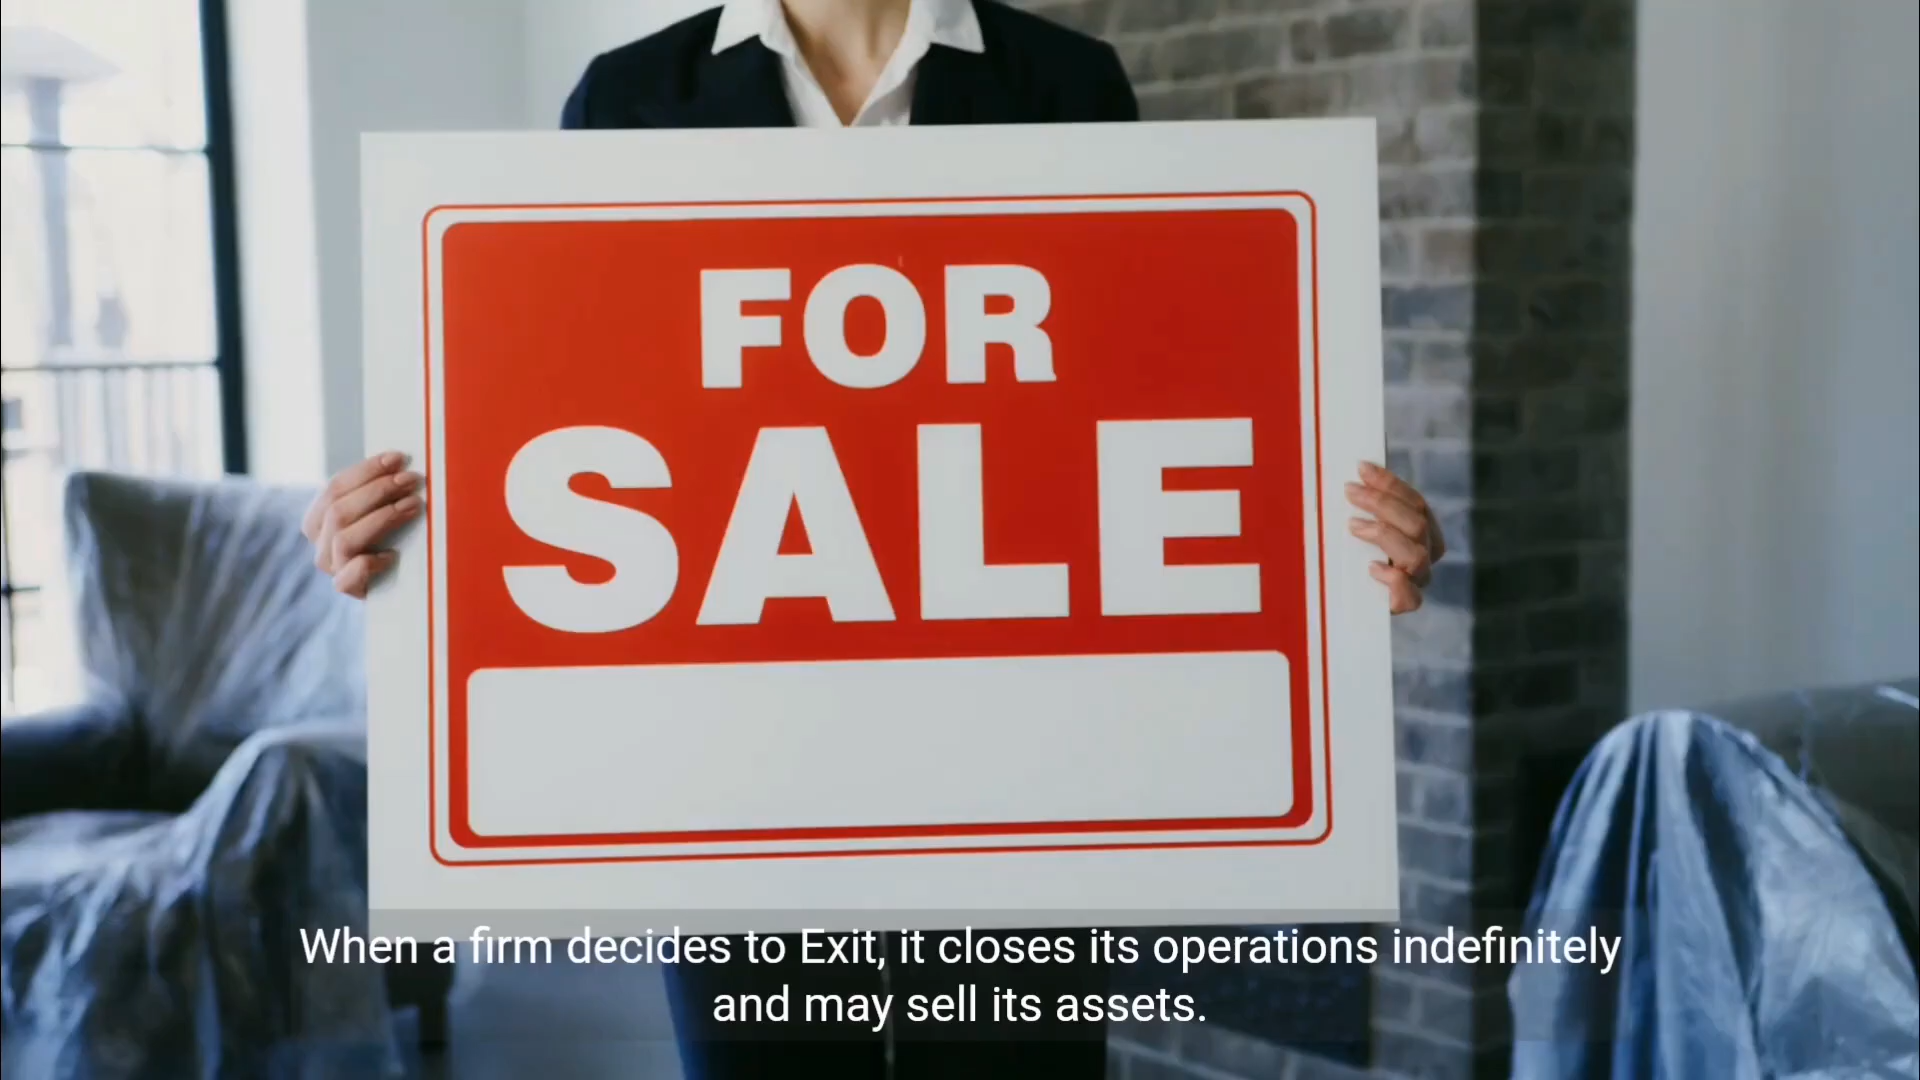 FOR
SALE
When a firm decides to Exit, it closes its operations indefinitely
and may sell its assets.